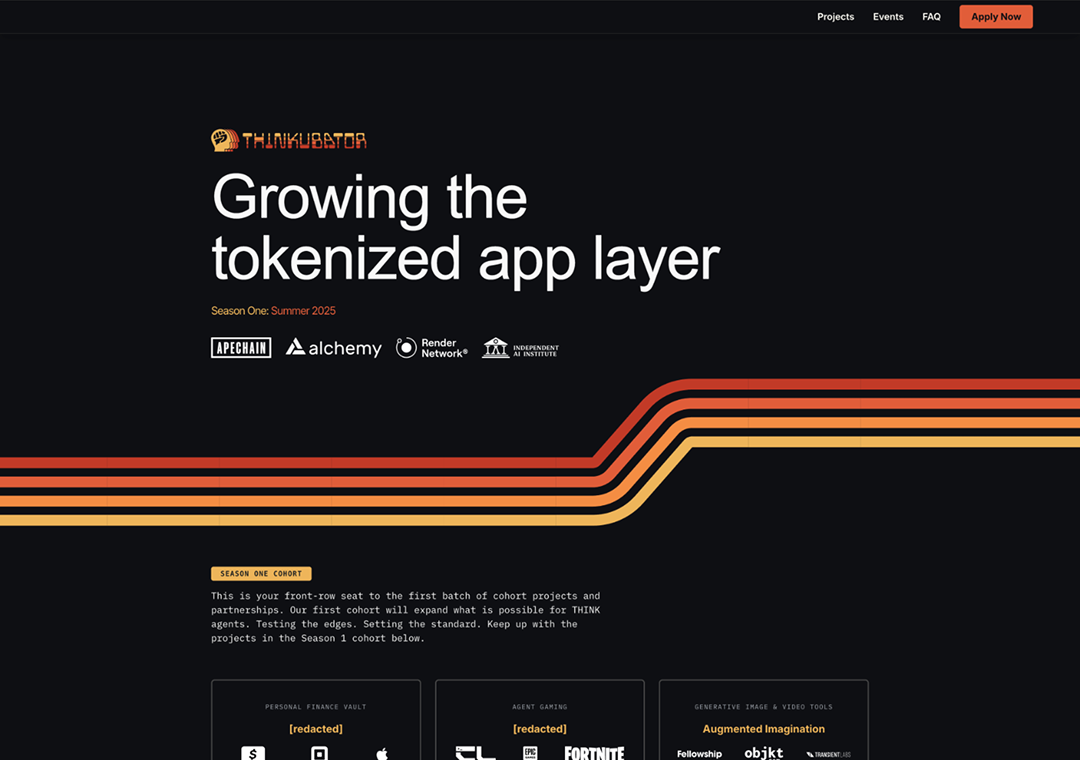 Projects Events FAQ Apply Now
THINKUBATOR
Growing the
tokenized app layer
Season One: Summer 2025
APECHAIN alchemy Render Network® INDEPENDENT AI INSTITUTE
SEASON ONE COHORT
This is your front-row seat to the first batch of cohort projects and
partnerships. Our first cohort will expand what is possible for THINK
agents. Testing the edges. Setting the standard. Keep up with the
projects in the Season 1 cohort below.
PERSONAL FINANCE VAULT AGENT GAMING GENERATIVE IMAGE & VIDEO TOOLS
[redacted] [redacted] Augmented Imagination
$ EPIC GAMES FORTNITE Fellowship objkt TRANSIENT LABS